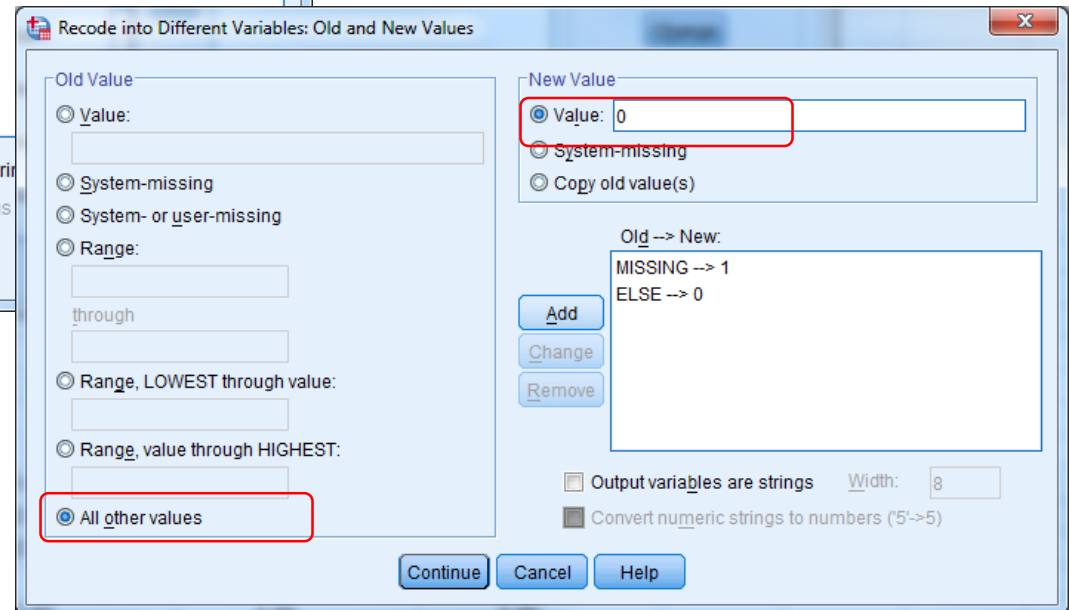 Recode into Different Variables: Old and New Values
Old Value
Value:
System-missing
System- or user-missing
Range:
through
Range, LOWEST through value:
Range, value through HIGHEST:
All other values
New Value
Value: 0
System-missing
Copy old value(s)
Old --> New:
MISSING --> 1
ELSE --> 0
Add
Change
Remove
Output variables are strings Width: 8
Convert numeric strings to numbers ('5'->5)
Continue Cancel Help